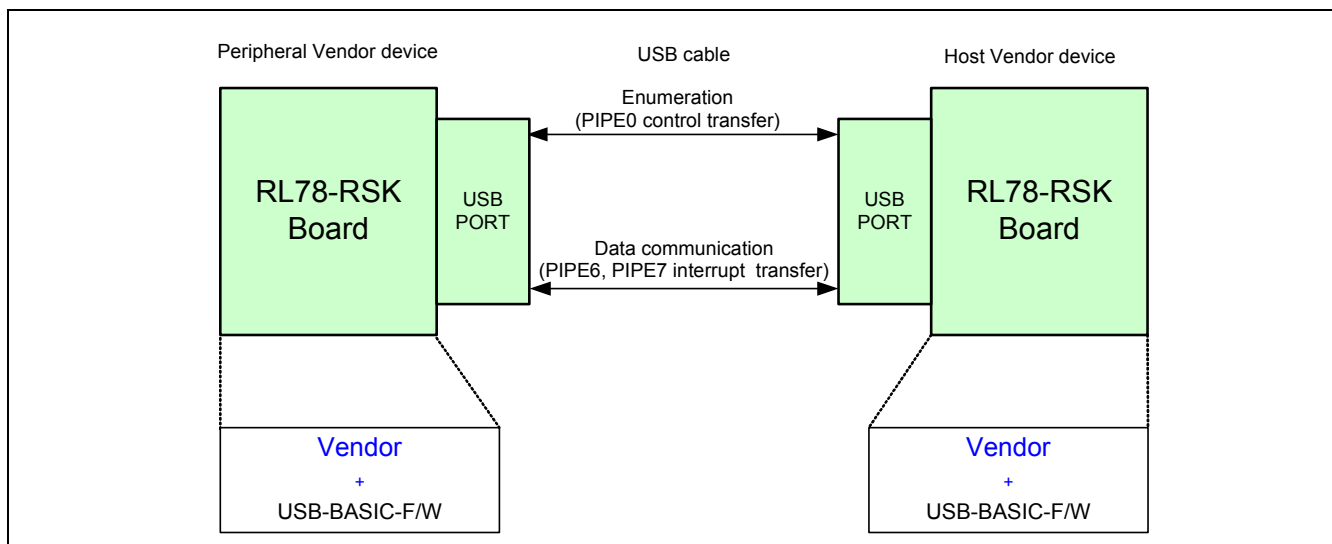 Peripheral Vendor device
USB cable
Host Vendor device
Enumeration
(PIPE0 control transfer)
RL78-RSK
Board
USB
PORT
USB
PORT
RL78-RSK
Board
Data communication
(PIPE6, PIPE7 interrupt transfer)
Vendor
+
USB-BASIC-F/W
Vendor
+
USB-BASIC-F/W